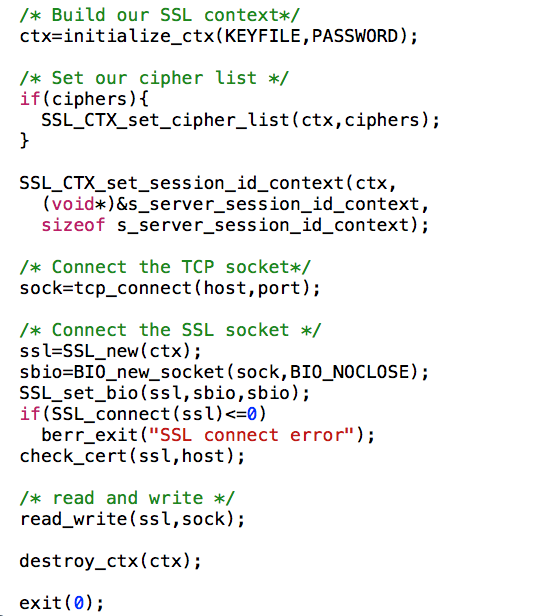 /* Build our SSL context*/
ctx=initialize_ctx(KEYFILE,PASSWORD);

/* Set our cipher list */
if(ciphers){
  SSL_CTX_set_cipher_list(ctx,ciphers);
}

SSL_CTX_set_session_id_context(ctx,
  (void*)&s_server_session_id_context,
  sizeof s_server_session_id_context);

/* Connect the TCP socket*/
sock=tcp_connect(host,port);

/* Connect the SSL socket */
ssl=SSL_new(ctx);
sbio=BIO_new_socket(sock,BIO_NOCLOSE);
SSL_set_bio(ssl,sbio,sbio);
if(SSL_connect(ssl)<=0)
  berr_exit("SSL connect error");
check_cert(ssl,host);

/* read and write */
read_write(ssl,sock);

destroy_ctx(ctx);

exit(0);